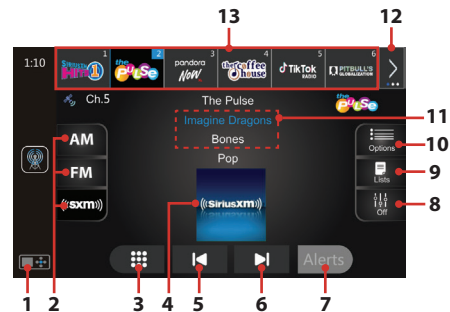 13 12
1 2 3 4 5 6
SiriusXM HITS 1 the PULSE pandora NOW the coffee house TikTok RADIO PITBULL'S GLOBALIZATION
1:10
Ch.5 The Pulse the PULSE
Imagine Dragons 11
Bones
Pop
AM Options 10
FM Lists 9
((sxm)) ((SiriusXM)) Off 8
Alerts
1 2 3 4 5 6 7